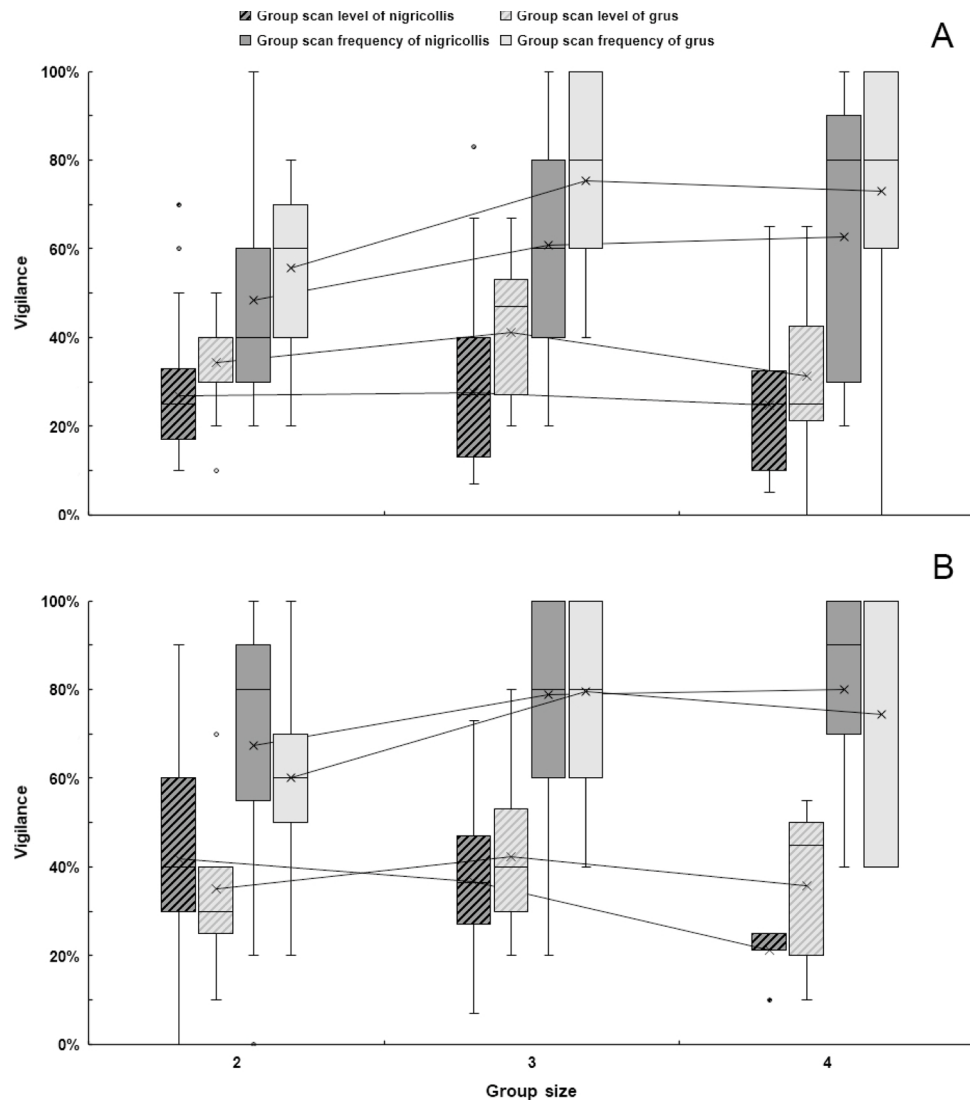 Group scan level of nigricollis Group scan level of grus
Group scan frequency of nigricollis Group scan frequency of grus
A
100%
80%
60%
40%
20%
0%
Vigilance
B
100%
80%
60%
40%
20%
0%
Vigilance
2 3 4
Group size